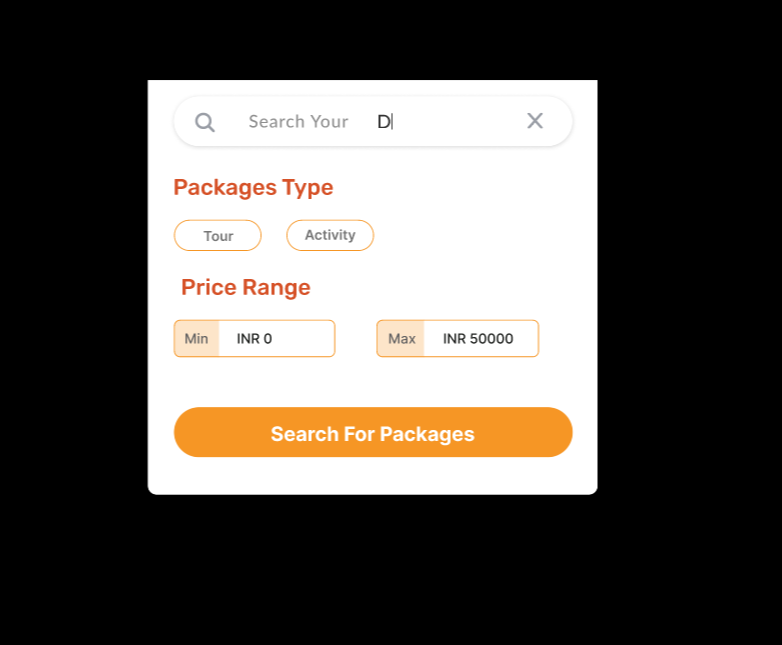 Search Your D
Packages Type
Tour Activity
Price Range
Min INR 0 Max INR 50000
Search For Packages